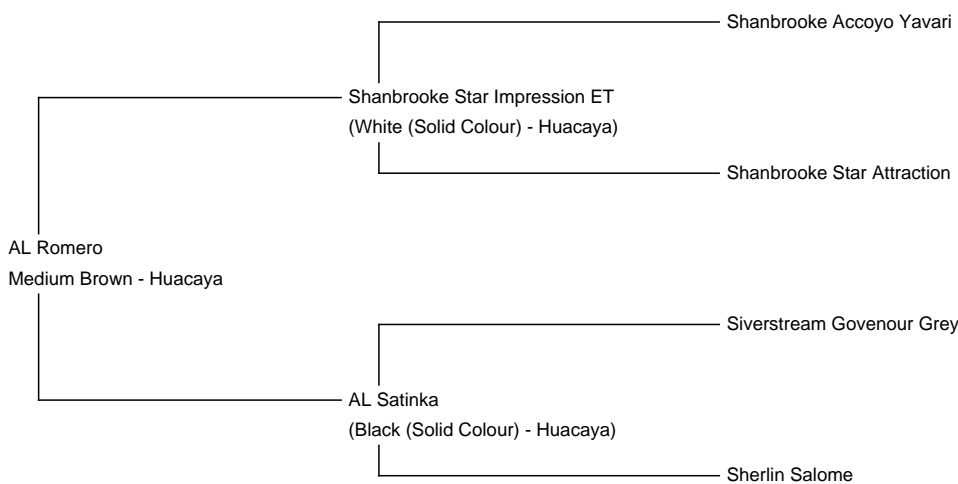 Shanbrooke Accoyo Yavari
Shanbrooke Star Impression ET
(White (Solid Colour) - Huacaya)
Shanbrooke Star Attraction
AL Romero
Medium Brown - Huacaya
Siverstream Govenour Grey
AL Satinka
(Black (Solid Colour) - Huacaya)
Sherlin Salome